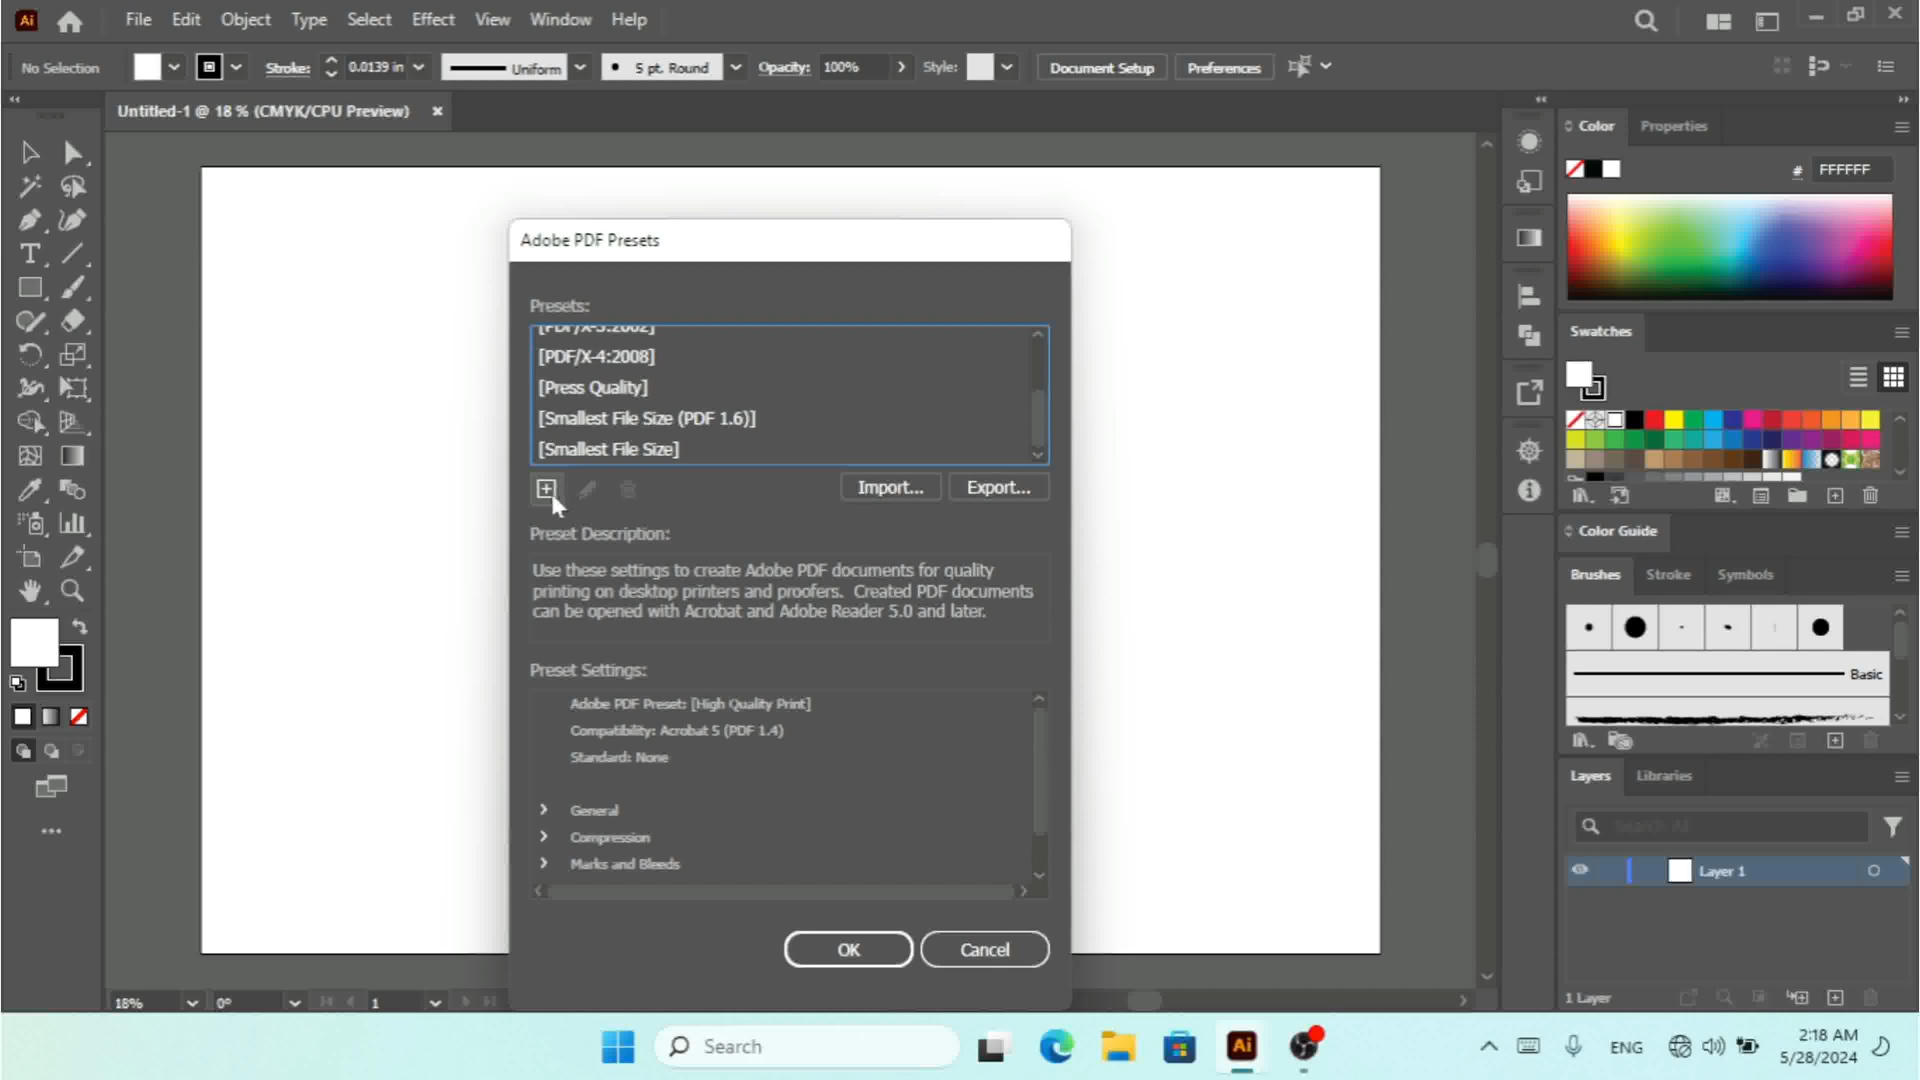 Ai File Edit Object Type Select Effect View Window Help
No Selection Stroke: 0.0139 in Uniform 5 pt. Round Opacity: 100% Style: Document Setup Preferences
Untitled-1 @ 18 % (CMYK/CPU Preview)
Color Properties
# FFFFFF
Adobe PDF Presets
Presets:
[PDF/X-3:2002]
[PDF/X-4:2008]
[Press Quality]
[Smallest File Size (PDF 1.6)]
[Smallest File Size]
Import... Export...
Preset Description:
Use these settings to create Adobe PDF documents for quality
printing on desktop printers and proofers. Created PDF documents
can be opened with Acrobat and Adobe Reader 5.0 and later.
Preset Settings:
Adobe PDF Preset: [High Quality Print]
Compatibility: Acrobat 5 (PDF 1.4)
Standard: None
General
Compression
Marks and Bleeds
OK Cancel
Swatches
Color Guide
Brushes Stroke Symbols
Basic
Layers Libraries
Search All
Layer 1
1 Layer
18% 0° 1
Search
Ai
ENG
2:18 AM
5/28/2024